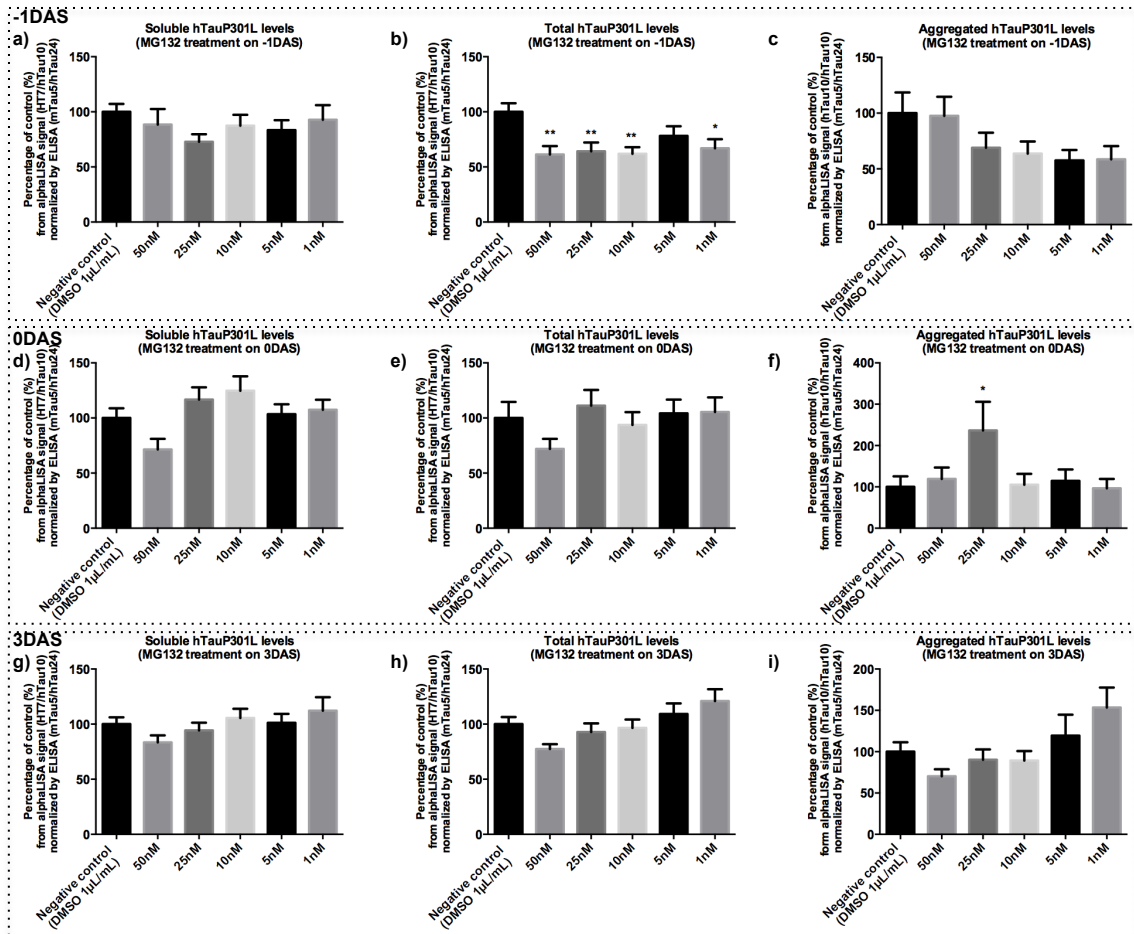 -1DAS
a)
Soluble hTauP301L levels
(MG132 treatment on -1DAS)
Percentage of control (%)
from alphaLISA signal (HT7/hTau10)
normalized by ELISA (mTau5/hTau24)
150
100
50
0
Negative control
(DMSO 1µL/mL)
50nM
25nM
10nM
5nM
1nM
b)
Total hTauP301L levels
(MG132 treatment on -1DAS)
Percentage of control (%)
from alphaLISA signal (HT7/hTau10)
normalized by ELISA (mTau5/hTau24)
150
100
50
0
**
**
**
*
Negative control
(DMSO 1µL/mL)
50nM
25nM
10nM
5nM
1nM
c
Aggregated hTauP301L levels
(MG132 treatment on -1DAS)
Percentage of control (%)
form alphaLISA signal (hTau10/hTau10)
normalized by ELISA (mTau5/hTau24)
150
100
50
0
Negative control
(DMSO 1µL/mL)
50nM
25nM
10nM
5nM
1nM
0DAS
d)
Soluble hTauP301L levels
(MG132 treatment on 0DAS)
Percentage of control (%)
from alphaLISA signal (HT7/hTau10)
normalized by ELISA (mTau5/hTau24)
150
100
50
0
Negative control
(DMSO 1µL/mL)
50nM
25nM
10nM
5nM
1nM
e)
Total hTauP301L levels
(MG132 treatment on 0DAS)
Percentage of control (%)
from alphaLISA signal (HT7/hTau10)
normalized by ELISA (mTau5/hTau24)
150
100
50
0
Negative control
(DMSO 1µL/mL)
50nM
25nM
10nM
5nM
1nM
f)
Aggregated hTauP301L levels
(MG132 treatment on 0DAS)
Percentage of control (%)
form alphaLISA signal (hTau10/hTau10)
normalized by ELISA (mTau5/hTau24)
400
300
200
100
0
*
Negative control
(DMSO 1µL/mL)
50nM
25nM
10nM
5nM
1nM
3DAS
g)
Soluble hTauP301L levels
(MG132 treatment on 3DAS)
Percentage of control (%)
from alphaLISA signal (HT7/hTau10)
normalized by ELISA (mTau5/hTau24)
150
100
50
0
Negative control
(DMSO 1µL/mL)
50nM
25nM
10nM
5nM
1nM
h)
Total hTauP301L levels
(MG132 treatment on 3DAS)
Percentage of control (%)
from alphaLISA signal (HT7/hTau10)
normalized by ELISA (mTau5/hTau24)
150
100
50
0
Negative control
(DMSO 1µL/mL)
50nM
25nM
10nM
5nM
1nM
i)
Aggregated hTauP301L levels
(MG132 treatment on 3DAS)
Percentage of control (%)
form alphaLISA signal (hTau10/hTau10)
normalized by ELISA (mTau5/hTau24)
200
150
100
50
0
Negative control
(DMSO 1µL/mL)
50nM
25nM
10nM
5nM
1nM